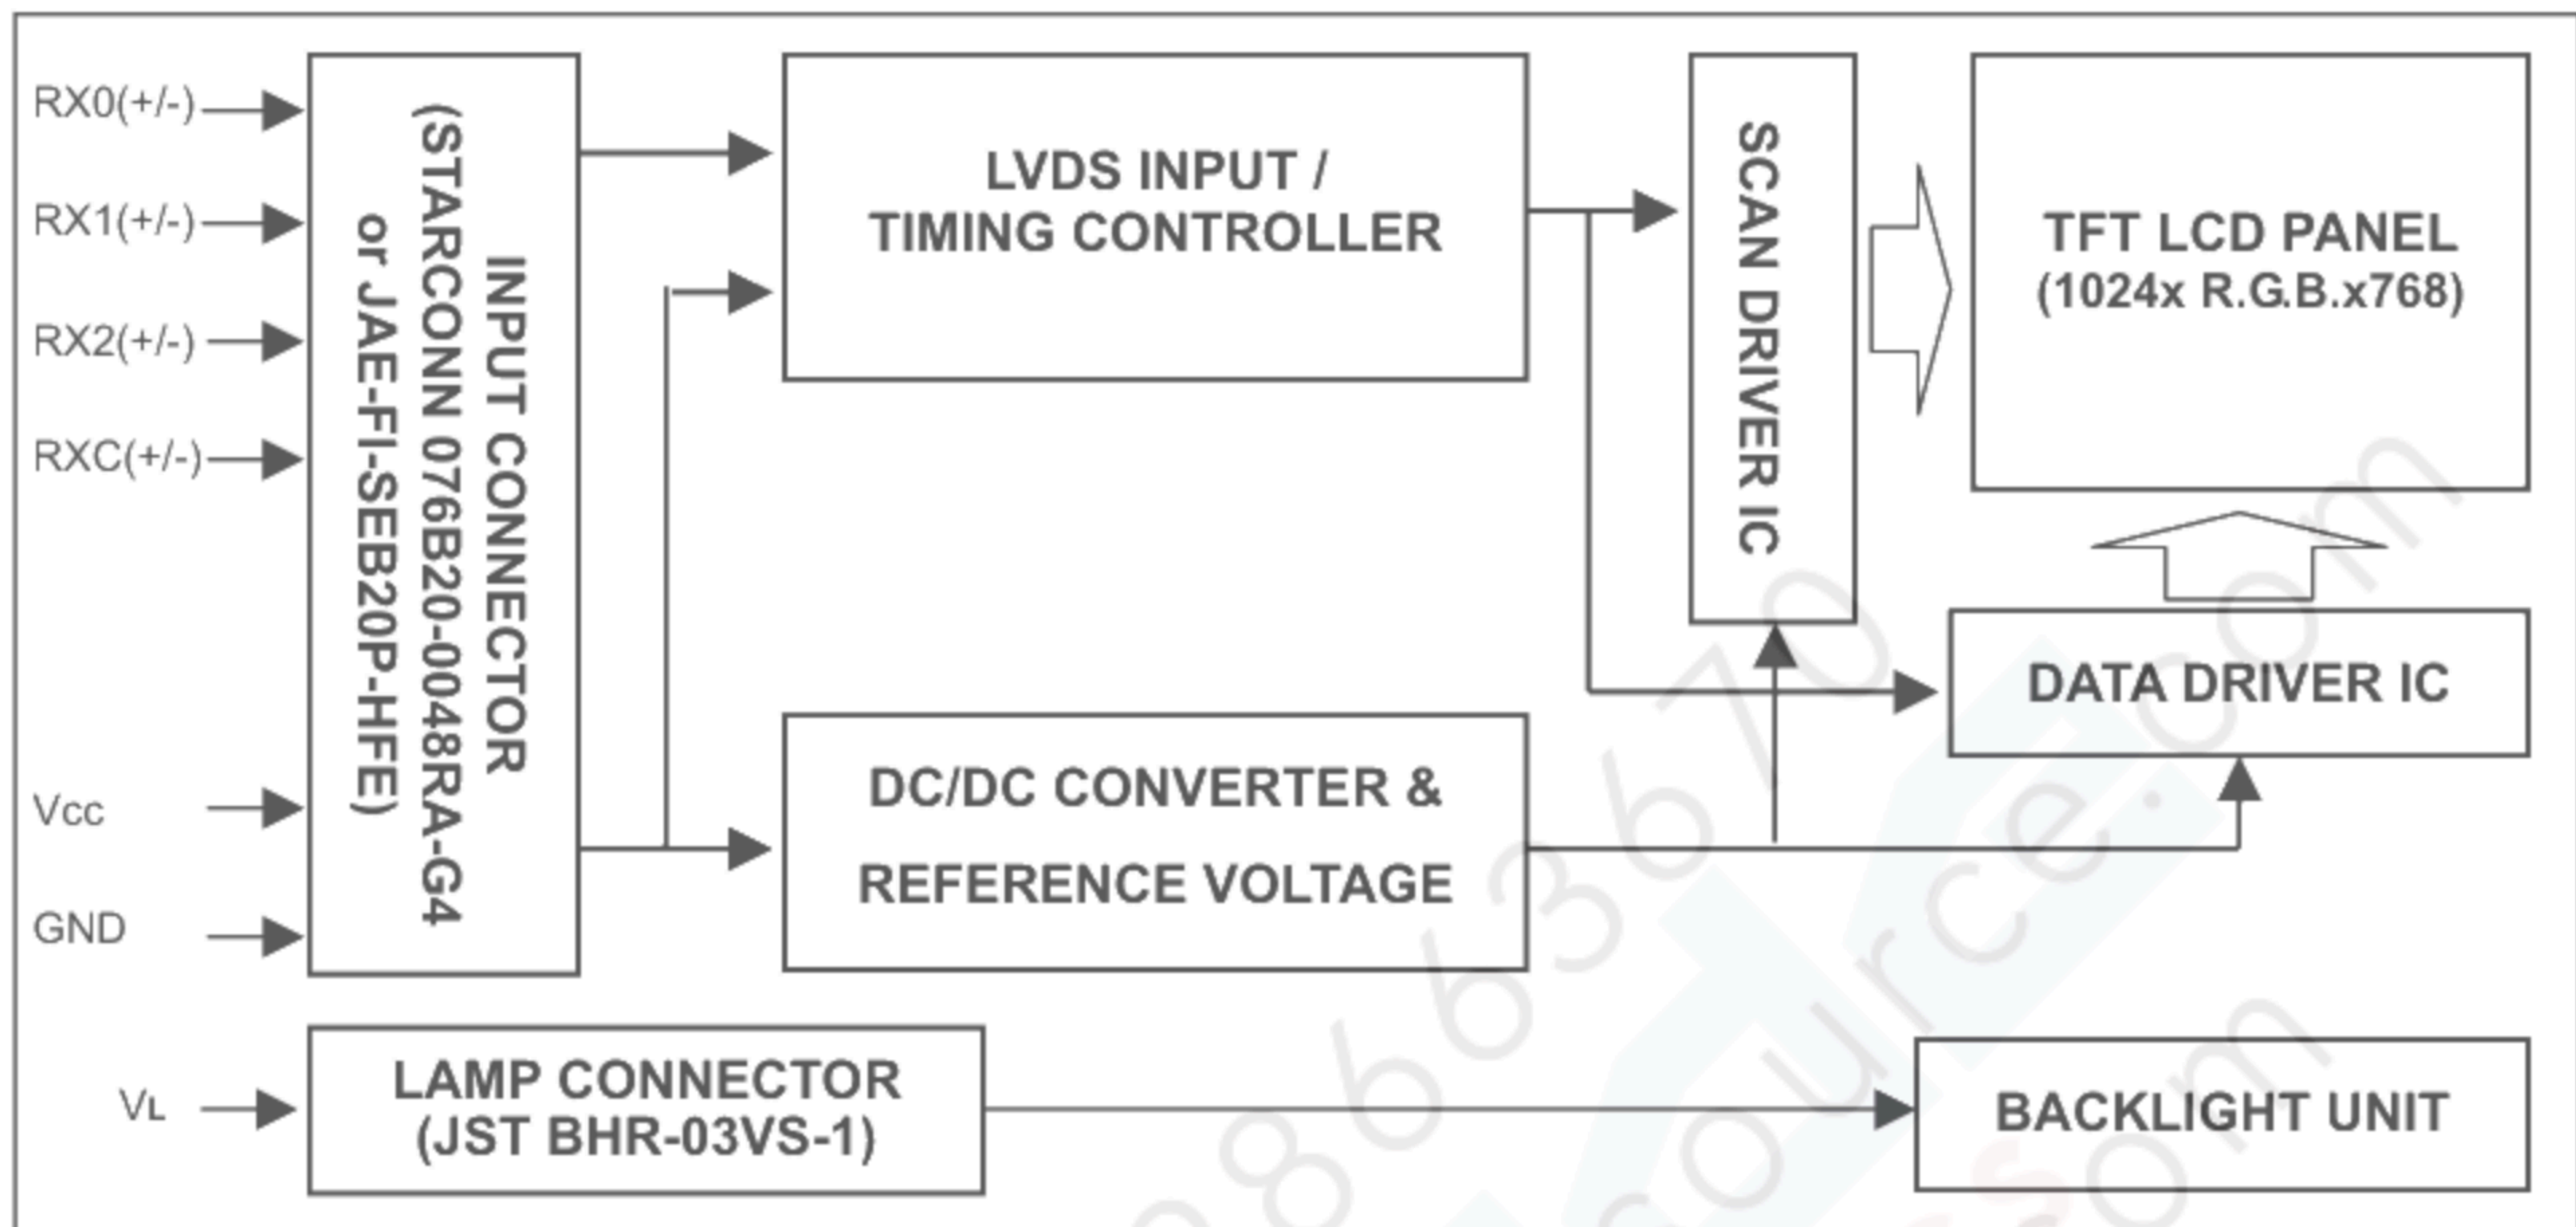 RX0(+/-)
RX1(+/-)
RX2(+/-)
RXC(+/-)
Vcc
GND
INPUT CONNECTOR
(STARCONN 076B20-0048RA-G4
or JAE-FI-SEB20P-HFE)
LVDS INPUT /
TIMING CONTROLLER
SCAN DRIVER IC
TFT LCD PANEL
(1024x R.G.B.x768)
DATA DRIVER IC
DC/DC CONVERTER &
REFERENCE VOLTAGE
VL
LAMP CONNECTOR
(JST BHR-03VS-1)
BACKLIGHT UNIT